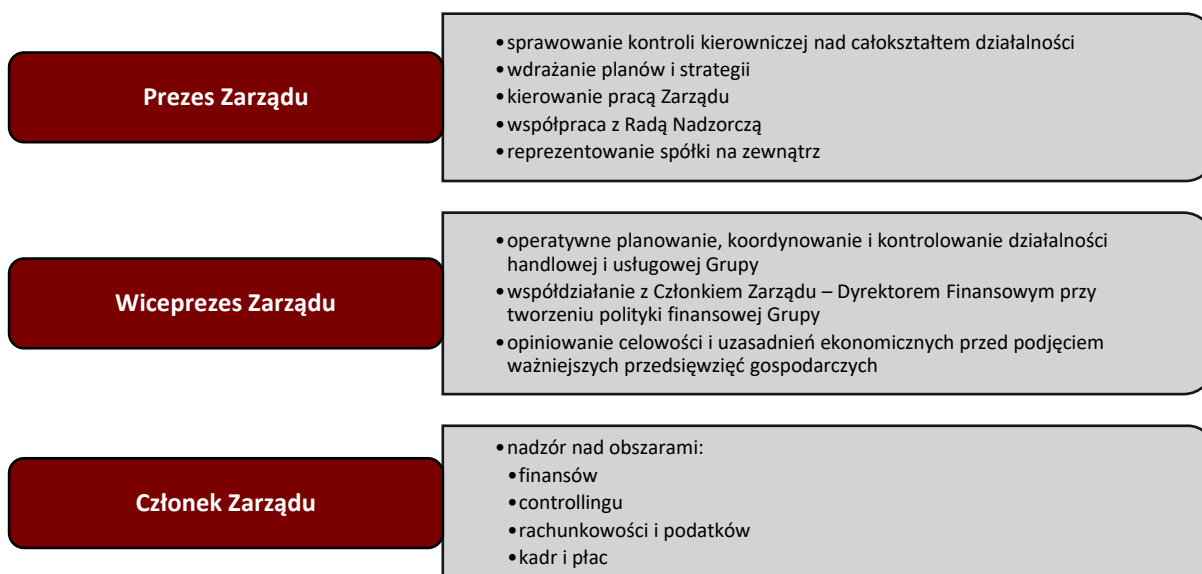 Prezes Zarządu
•sprawowanie kontroli kierowniczej nad całokształtem działalności
•wdrażanie planów i strategii
•kierowanie pracą Zarządu
•współpraca z Radą Nadzorczą
•reprezentowanie spółki na zewnątrz
Wiceprezes Zarządu
•operatywne planowanie, koordynowanie i kontrolowanie działalności
handlowej i usługowej Grupy
•współdziałanie z Członkiem Zarządu – Dyrektorem Finansowym przy
tworzeniu polityki finansowej Grupy
•opiniowanie celowości i uzasadnień ekonomicznych przed podjęciem
ważniejszych przedsięwzięć gospodarczych
Członek Zarządu
•nadzór nad obszarami:
•finansów
•controllingu
•rachunkowości i podatków
•kadr i płac